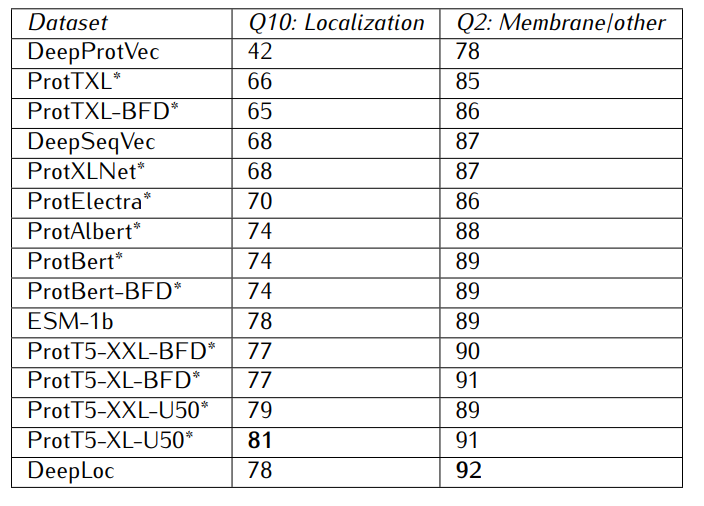 Dataset Q10: Localization Q2: Membrane/other
DeepProtVec 42 78
ProtTXL* 66 85
ProtTXL-BFD* 65 86
DeepSeqVec 68 87
ProtXLNet* 68 87
ProtElectra* 70 86
ProtAlbert* 74 88
ProtBert* 74 89
ProtBert-BFD* 74 89
ESM-1b 78 89
ProtT5-XXL-BFD* 77 90
ProtT5-XL-BFD* 77 91
ProtT5-XXL-U50* 79 89
ProtT5-XL-U50* 81 91
DeepLoc 78 92